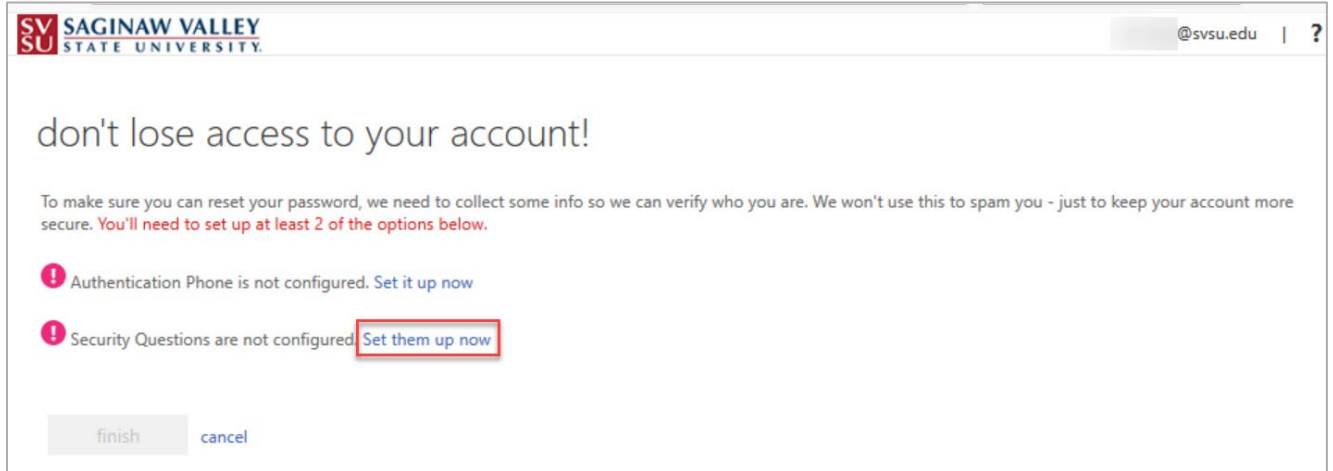 SV SAGINAW VALLEY
SU STATE UNIVERSITY.
@svsu.edu | ?
don't lose access to your account!
To make sure you can reset your password, we need to collect some info so we can verify who you are. We won't use this to spam you - just to keep your account more
secure. You'll need to set up at least 2 of the options below.
! Authentication Phone is not configured. Set it up now
! Security Questions are not configured. Set them up now
finish cancel